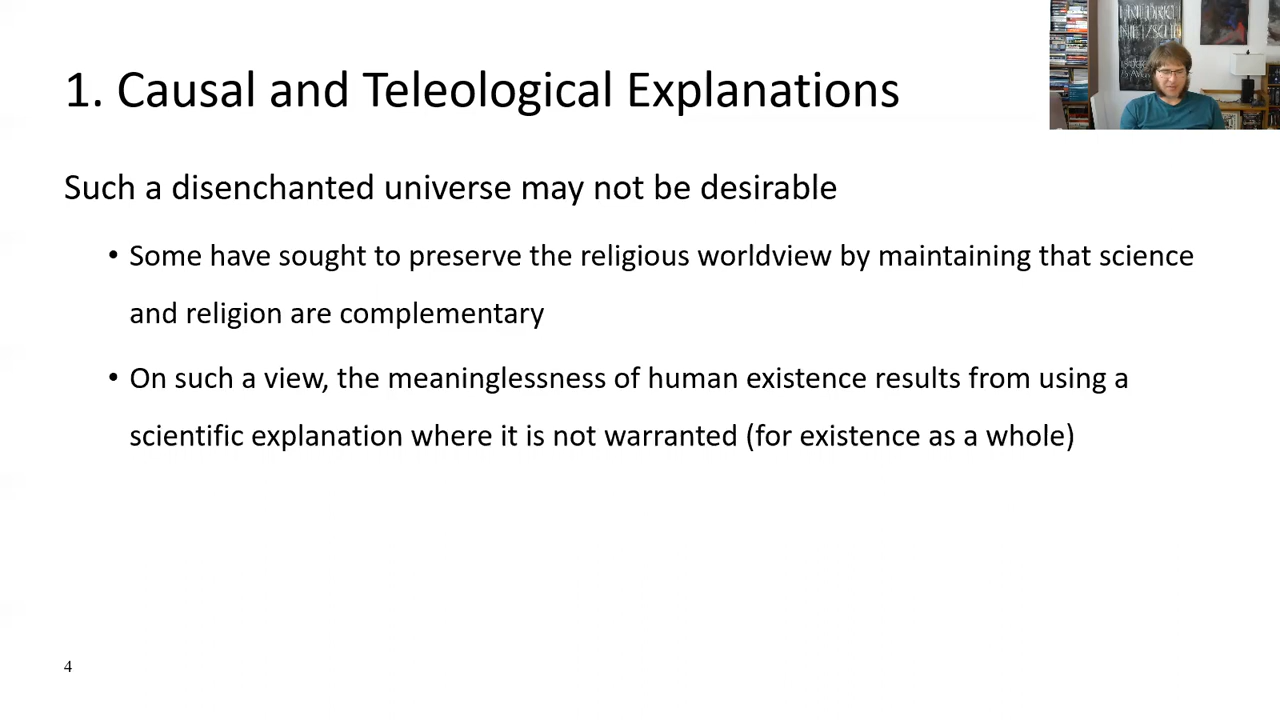 1. Causal and Teleological Explanations
Such a disenchanted universe may not be desirable
• Some have sought to preserve the religious worldview by maintaining that science
and religion are complementary
• On such a view, the meaninglessness of human existence results from using a
scientific explanation where it is not warranted (for existence as a whole)
4